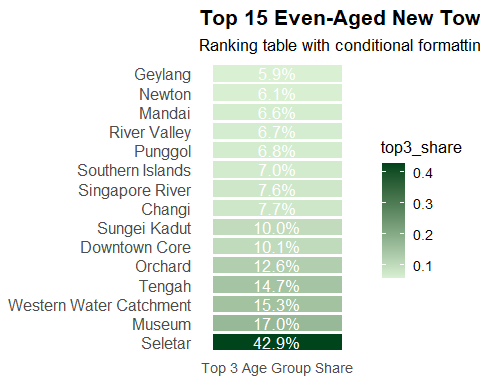 Top 15 Even-Aged New Tow
Ranking table with conditional formattin
Geylang 5.9%
Newton 6.1%
Mandai 6.6%
River Valley 6.7%
Punggol 6.8%
Southern Islands 7.0%
Singapore River 7.6%
Changi 7.7%
Sungei Kadut 10.0%
Downtown Core 10.1%
Orchard 12.6%
Tengah 14.7%
Western Water Catchment 15.3%
Museum 17.0%
Seletar 42.9%
Top 3 Age Group Share
top3_share
0.4
0.3
0.2
0.1